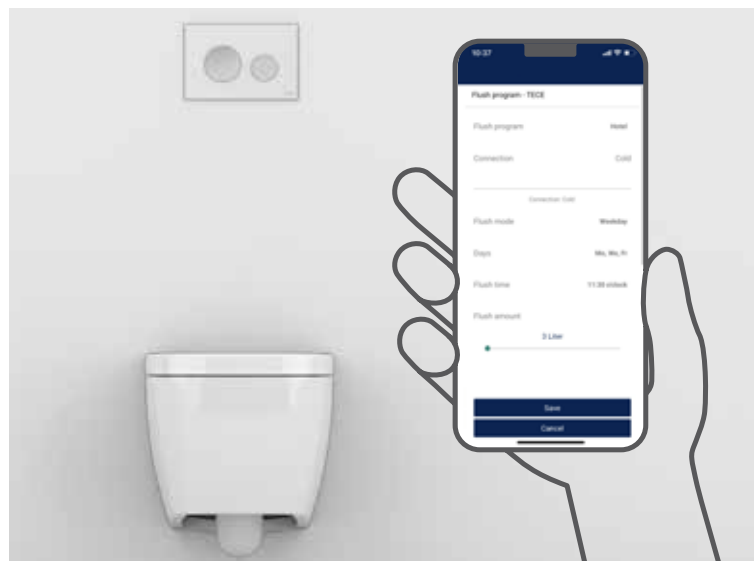 10:37
Flush program - TECE
Flush program Hotel
Connection Cold
Connection: Cold
Flush mode Weekday
Days Mo, We, Fr
Flush time 11:30 o'clock
Flush amount
3 Liter
Save
Cancel